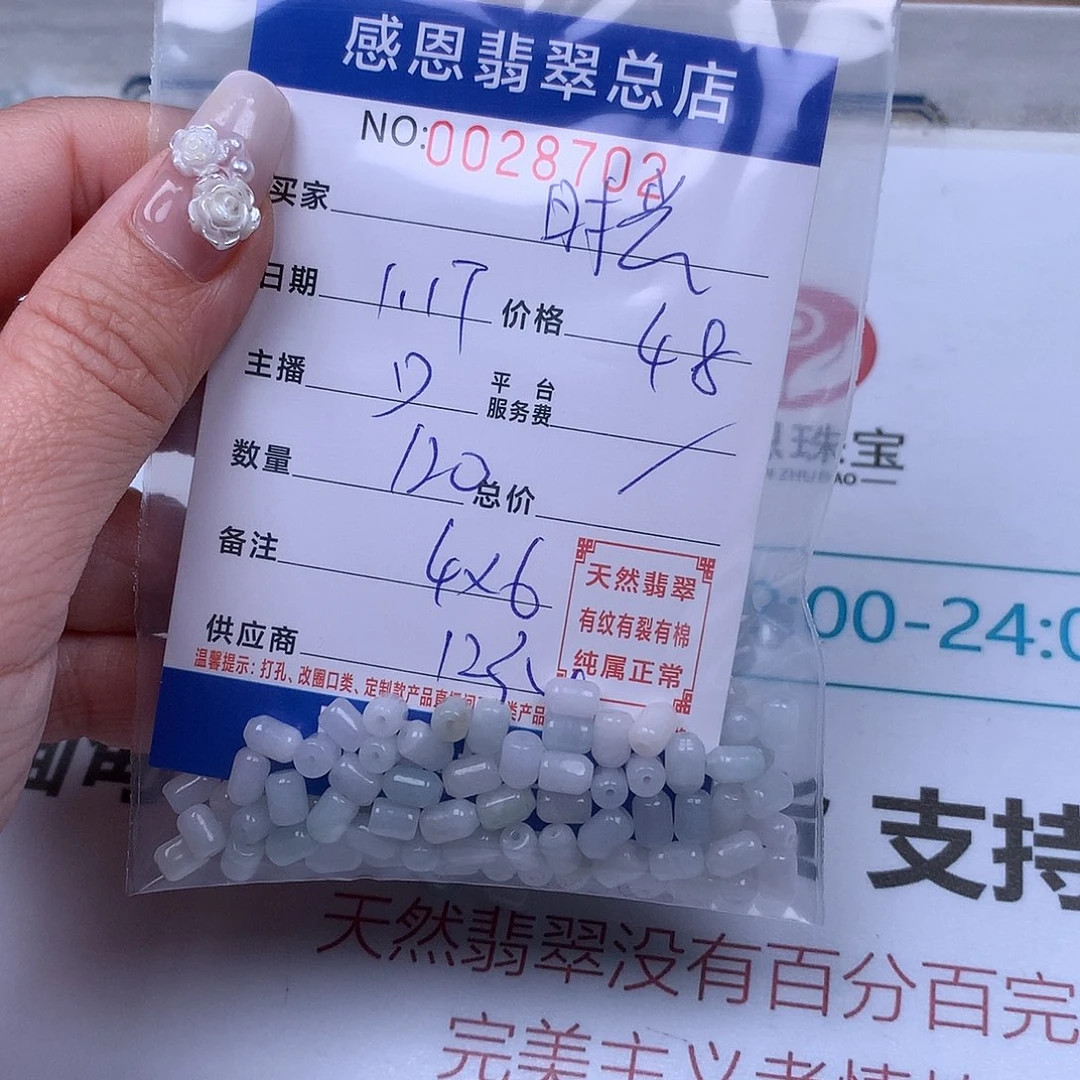 感恩翡翠总店
NO:0028702
买家 时光
日期 1.17 价格 48
主播 平台服务费 /
数量 120 总价
备注 4x6
供应商
天然翡翠
有纹有裂有棉
纯属正常
温馨提示：打孔、改圈口类、定制款产品
珠宝
ZHUBAO
:00-24:0
支持
天然翡翠没有百分百完
完美主义者慎